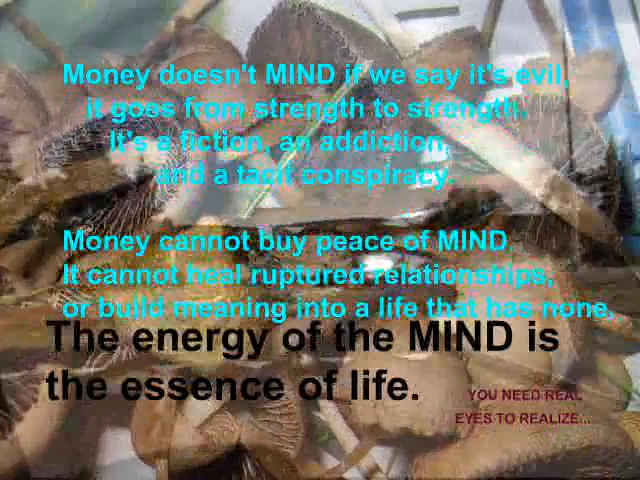 Money doesn't MIND if we say it's evil,
it goes from strength to strength.
It's a fiction, an addiction,
and a tacit conspiracy.
Money cannot buy peace of MIND.
It cannot heal ruptured relationships,
or build meaning into a life that has none.
The energy of the MIND is
the essence of life.
YOU NEED REAL
EYES TO REALIZE...